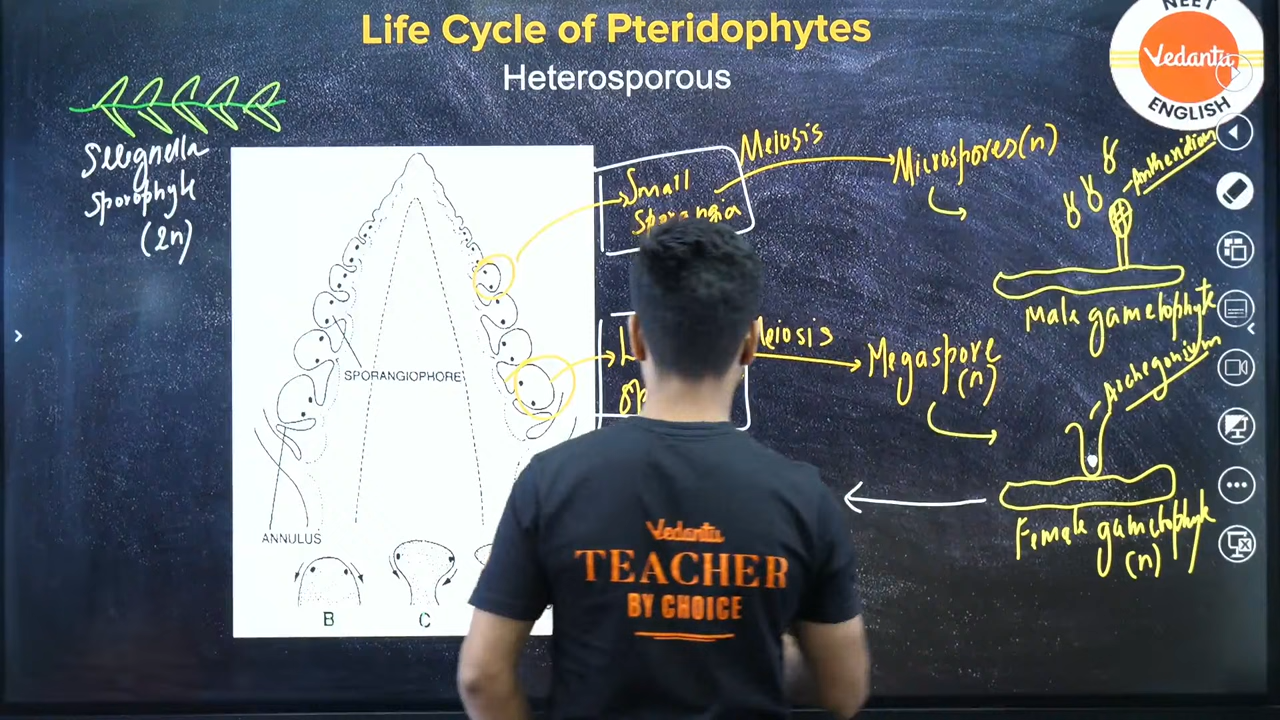 Life Cycle of Pteridophytes
Heterosporous
NEET
Vedantu
ENGLISH
Selagnella
sporophyte
(2n)
Small
Sporangia
Meiosis
Microspores(n)
Antheridium
Male gametophyte
Meiosis
Megaspore
(n)
Archegonium
Female gametophyte
(n)
SPORANGIOPHORE
ANNULUS
B
C
Vedantu
TEACHER
BY CHOICE